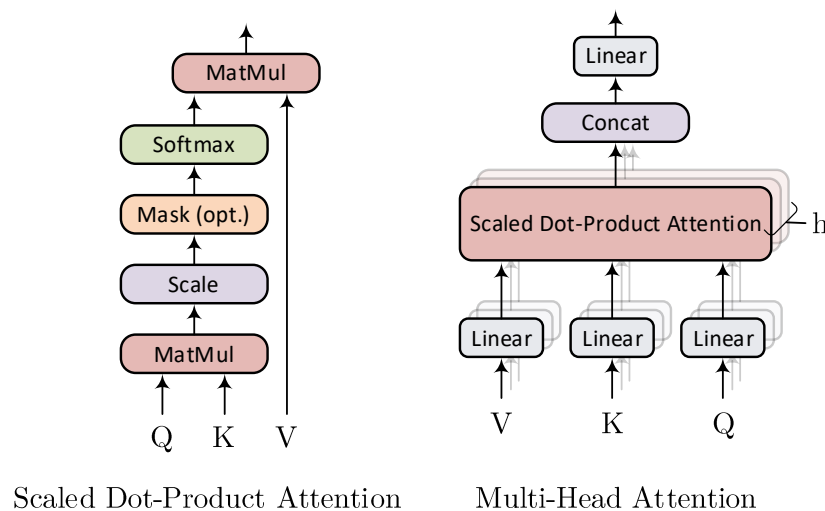 MatMul
Softmax
Mask (opt.)
Scale
MatMul
Q K V
Scaled Dot-Product Attention
Linear
Concat
Scaled Dot-Product Attention
h
Linear Linear Linear
V K Q
Multi-Head Attention